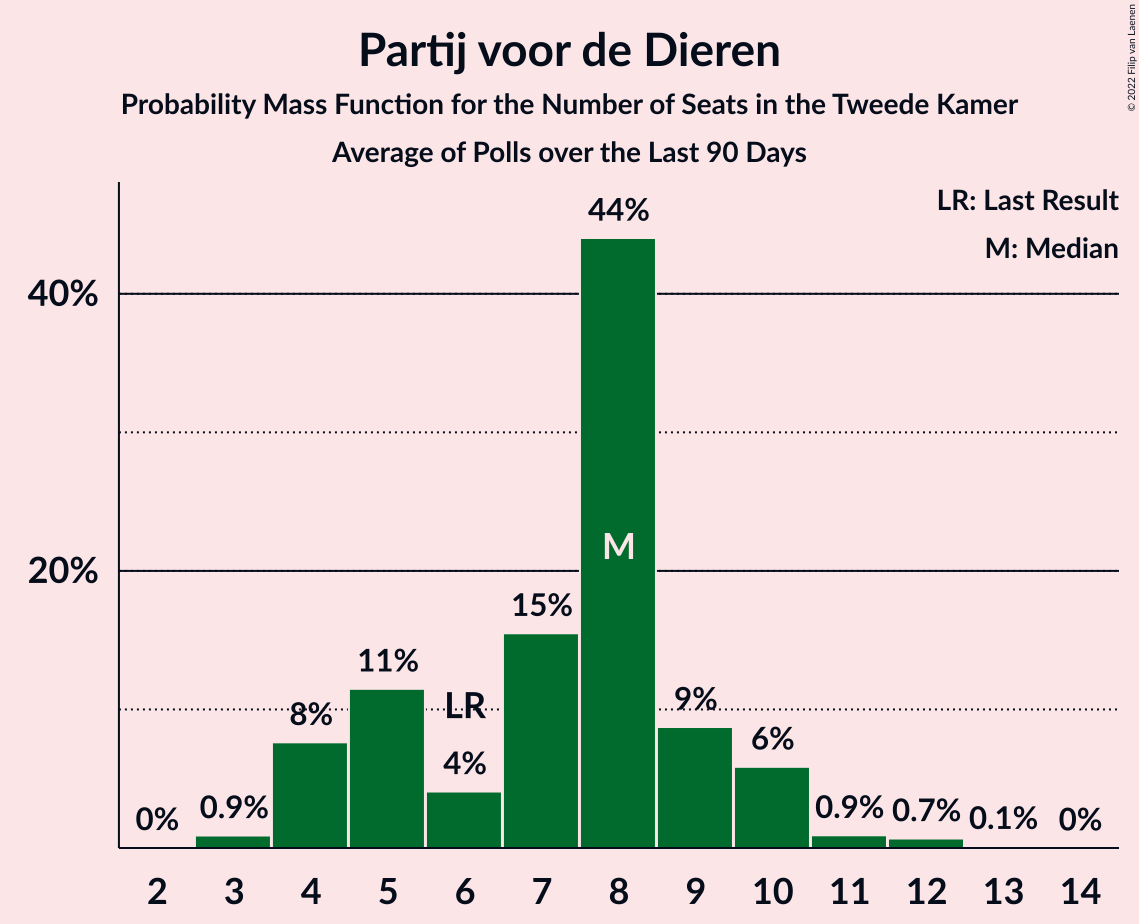 Partij voor de Dieren
Probability Mass Function for the Number of Seats in the Tweede Kamer
Average of Polls over the Last 90 Days
© 2022 Filip van Laenen
LR: Last Result
M: Median
40%
20%
0%
0.9%
8%
11%
LR
4%
15%
44%
M
9%
6%
0.9%
0.7%
0.1%
0%
2 3 4 5 6 7 8 9 10 11 12 13 14